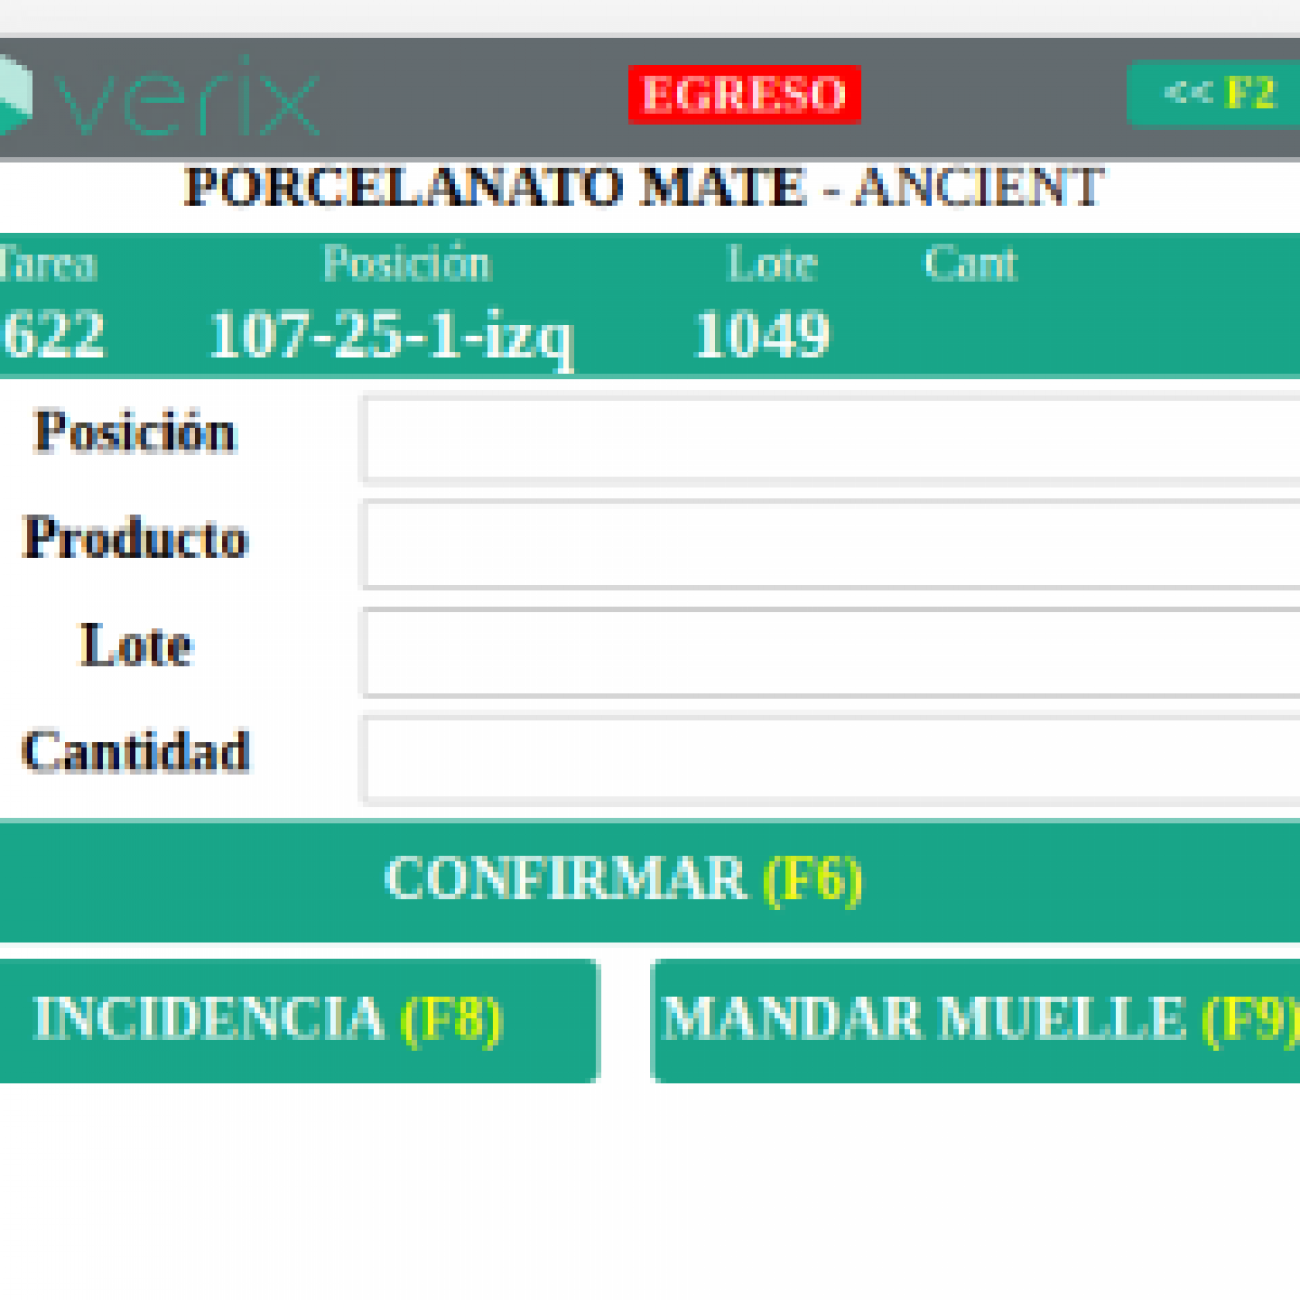 verix EGRESO << F2
PORCELANATO MATE - ANCIENT
Tarea Posición Lote Cant
622 107-25-1-izq 1049
Posición
Producto
Lote
Cantidad
CONFIRMAR (F6)
INCIDENCIA (F8) MANDAR MUELLE (F9)